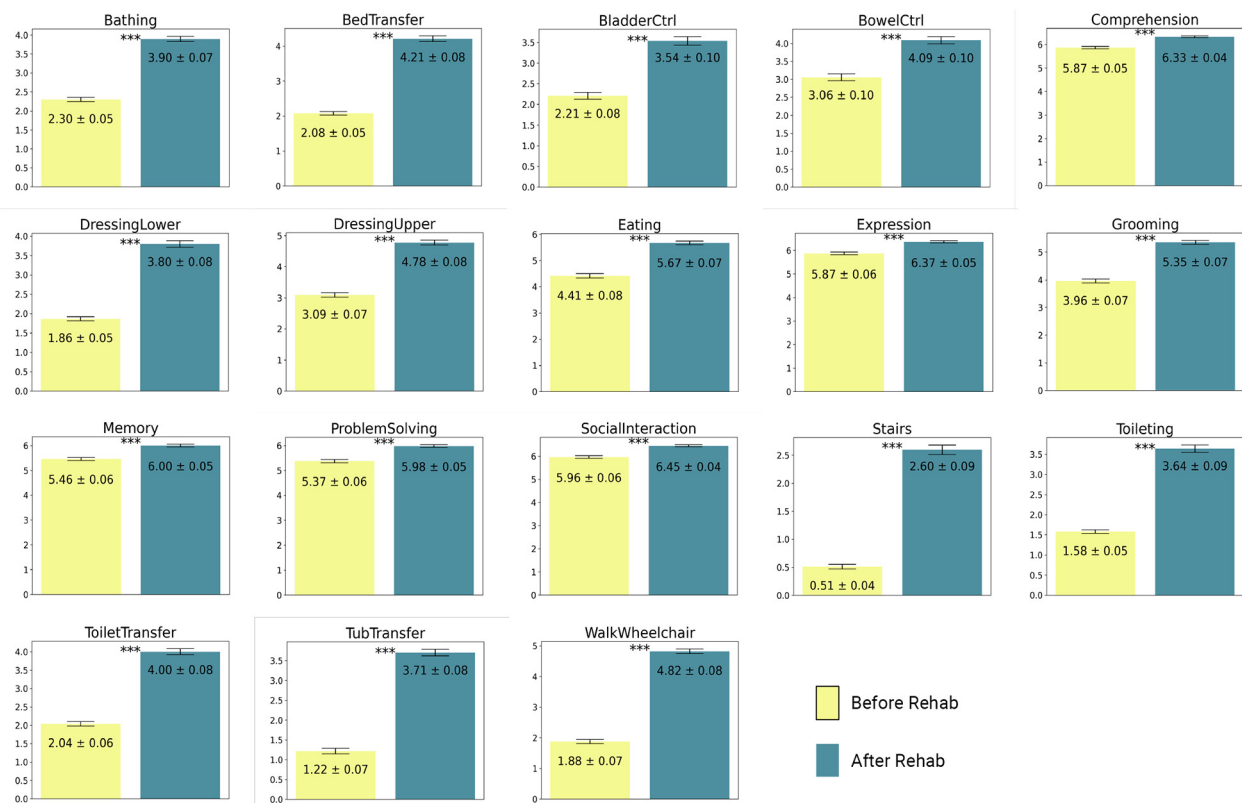 Bathing
4.0
3.5
3.0
2.5
2.0
1.5
1.0
0.5
0.0
***
2.30 ± 0.05
3.90 ± 0.07
BedTransfer
4
3
2
1
0
***
2.08 ± 0.05
4.21 ± 0.08
BladderCtrl
3.5
3.0
2.5
2.0
1.5
1.0
0.5
0.0
***
2.21 ± 0.08
3.54 ± 0.10
BowelCtrl
4.0
3.5
3.0
2.5
2.0
1.5
1.0
0.5
0.0
***
3.06 ± 0.10
4.09 ± 0.10
Comprehension
6
5
4
3
2
1
0
***
5.87 ± 0.05
6.33 ± 0.04
DressingLower
4.0
3.5
3.0
2.5
2.0
1.5
1.0
0.5
0.0
***
1.86 ± 0.05
3.80 ± 0.08
DressingUpper
5
4
3
2
1
0
***
3.09 ± 0.07
4.78 ± 0.08
Eating
6
5
4
3
2
1
0
***
4.41 ± 0.08
5.67 ± 0.07
Expression
6
5
4
3
2
1
0
***
5.87 ± 0.06
6.37 ± 0.05
Grooming
5
4
3
2
1
0
***
3.96 ± 0.07
5.35 ± 0.07
Memory
6
5
4
3
2
1
0
***
5.46 ± 0.06
6.00 ± 0.05
ProblemSolving
6
5
4
3
2
1
0
***
5.37 ± 0.06
5.98 ± 0.05
SocialInteraction
6
5
4
3
2
1
0
***
5.96 ± 0.06
6.45 ± 0.04
Stairs
2.5
2.0
1.5
1.0
0.5
0.0
***
0.51 ± 0.04
2.60 ± 0.09
Toileting
3.5
3.0
2.5
2.0
1.5
1.0
0.5
0.0
***
1.58 ± 0.05
3.64 ± 0.09
ToiletTransfer
4.0
3.5
3.0
2.5
2.0
1.5
1.0
0.5
0.0
***
2.04 ± 0.06
4.00 ± 0.08
TubTransfer
3.5
3.0
2.5
2.0
1.5
1.0
0.5
0.0
***
1.22 ± 0.07
3.71 ± 0.08
WalkWheelchair
5
4
3
2
1
0
***
1.88 ± 0.07
4.82 ± 0.08
Before Rehab
After Rehab